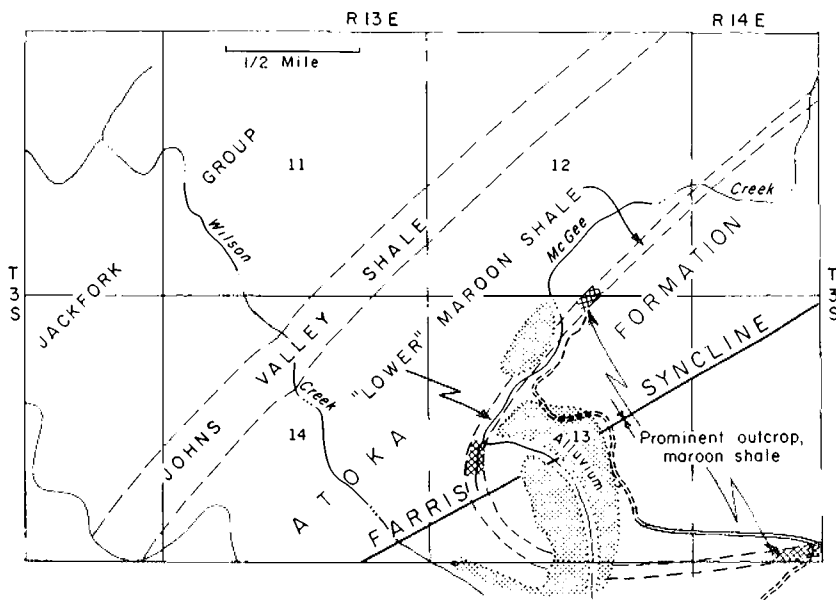 R 13 E
R 14 E
1/2 Mile
GROUP
11
12
Wilson
Creek
McGee
"LOWER" MAROON SHALE
T
3
S
T
3
S
JACKFORK
JOHNS VALLEY SHALE
FORMATION
Creek
14
ATOKA
13
Alluvium
FARRIS SYNCLINE
Prominent outcrop,
maroon shale